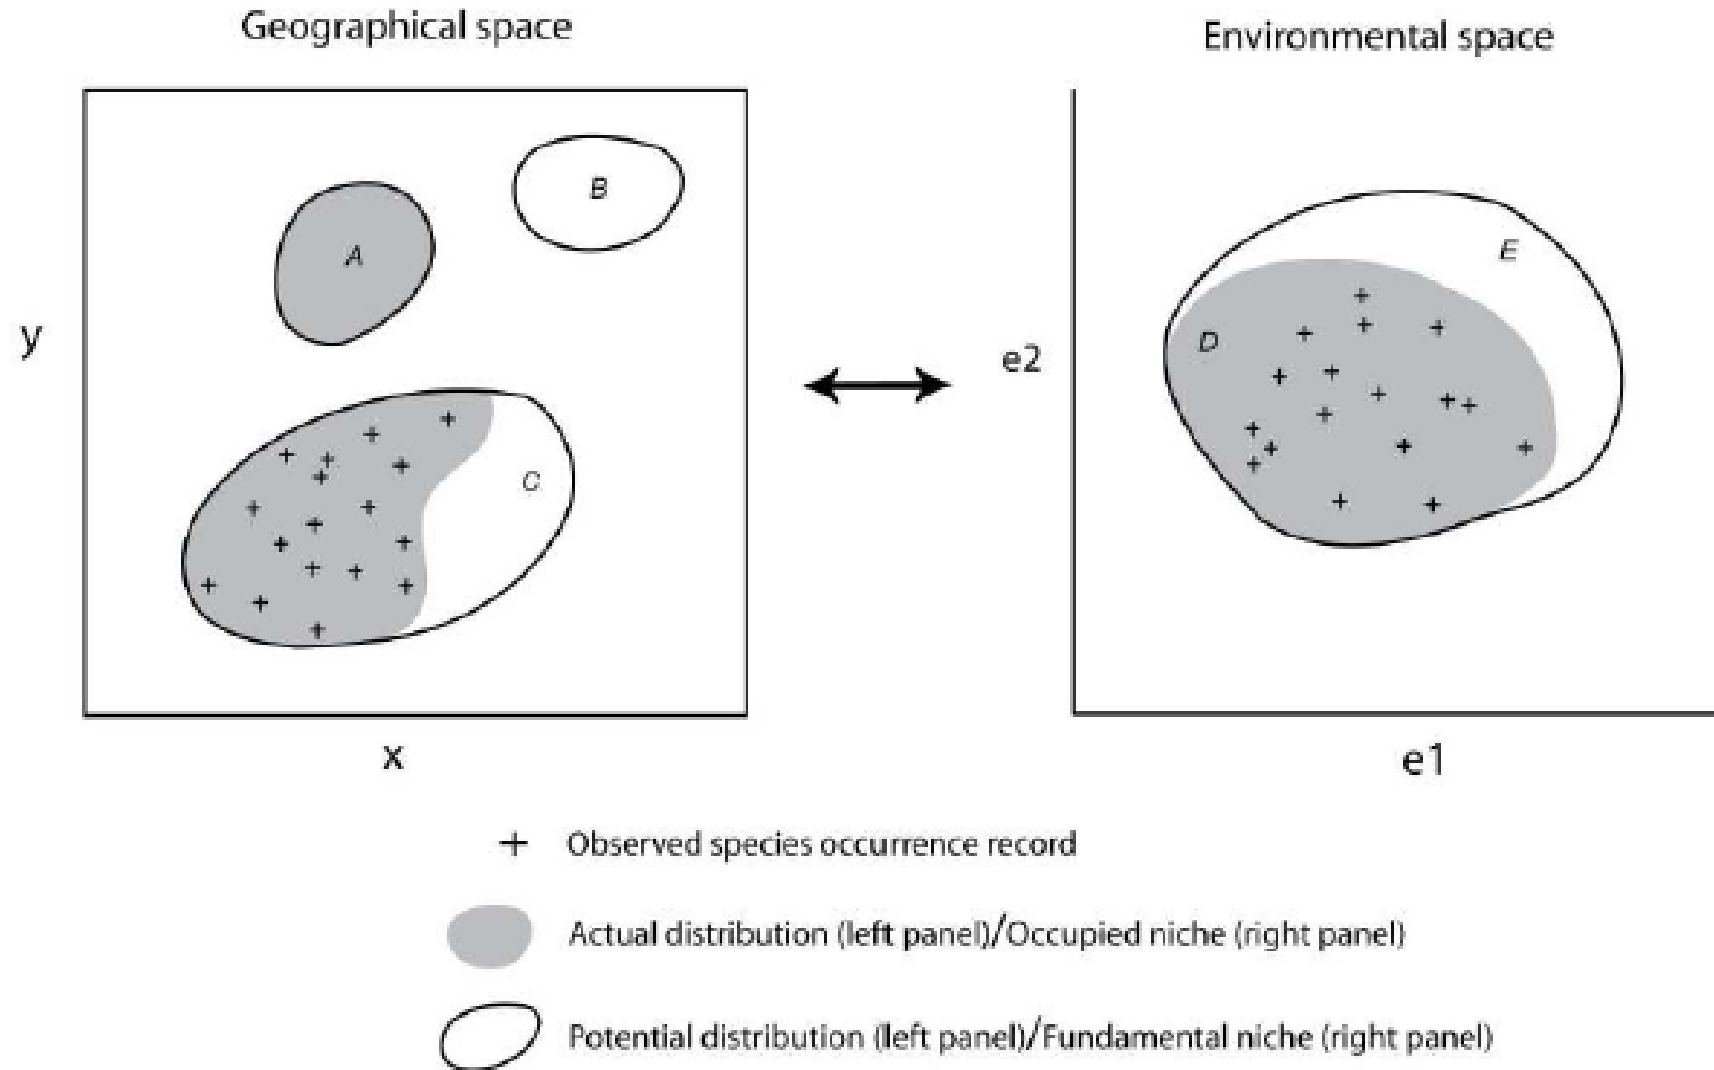 Geographical space
Environmental space
A
B
C
y
x
D
E
e2
e1
+ Observed species occurrence record
Actual distribution (left panel)/Occupied niche (right panel)
Potential distribution (left panel)/Fundamental niche (right panel)